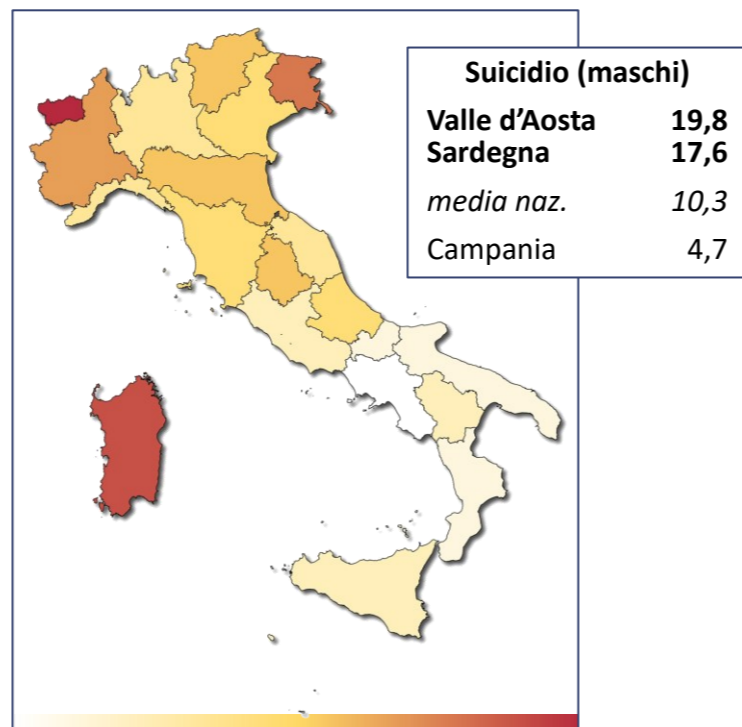 Suicidio (maschi)
Valle d’Aosta 19,8
Sardegna 17,6
media naz. 10,3
Campania 4,7